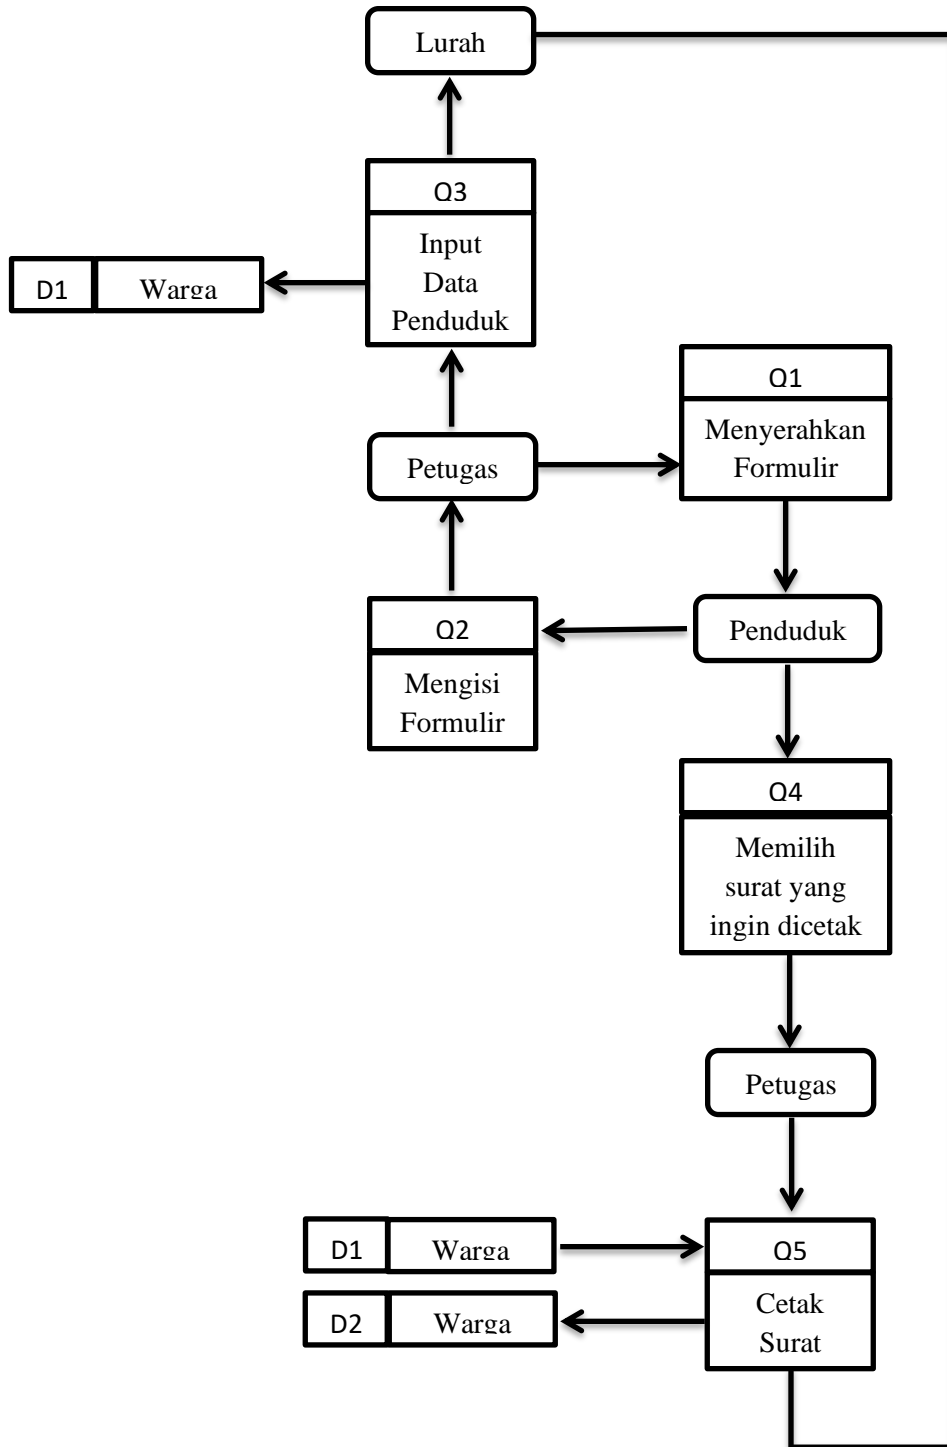 Lurah
Q3
Input
Data
Penduduk
D1
Warga
Q1
Menyerahkan
Formulir
Petugas
Q2
Mengisi
Formulir
Penduduk
Q4
Memilih
surat yang
ingin dicetak
Petugas
D1
Warga
Q5
Cetak
Surat
D2
Warga